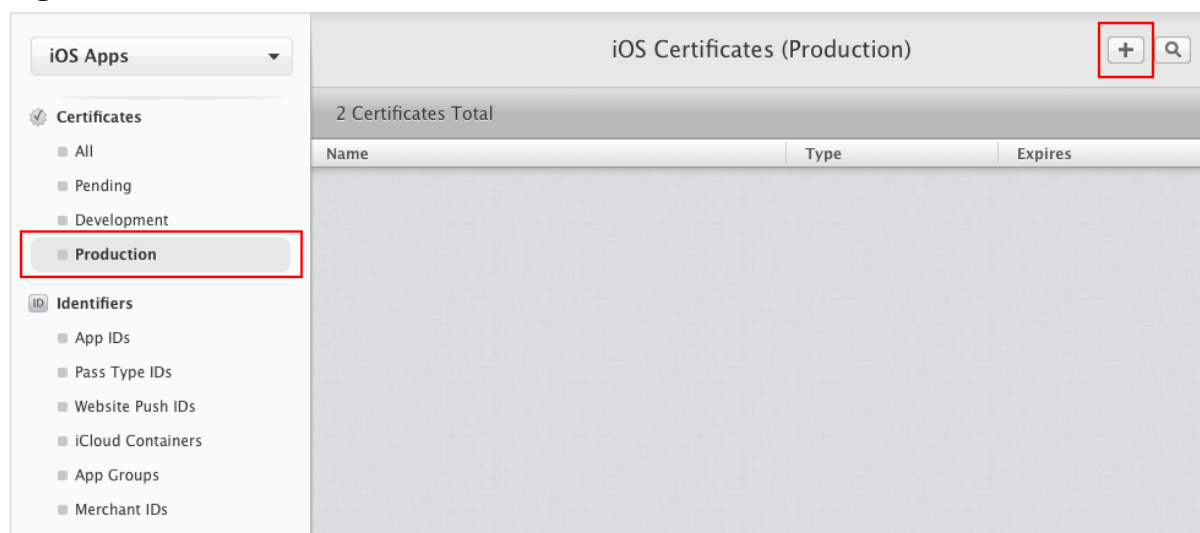 iOS Apps
iOS Certificates (Production)
Certificates
2 Certificates Total
All
Name Type Expires
Pending
Development
Production
ID Identifiers
App IDs
Pass Type IDs
Website Push IDs
iCloud Containers
App Groups
Merchant IDs